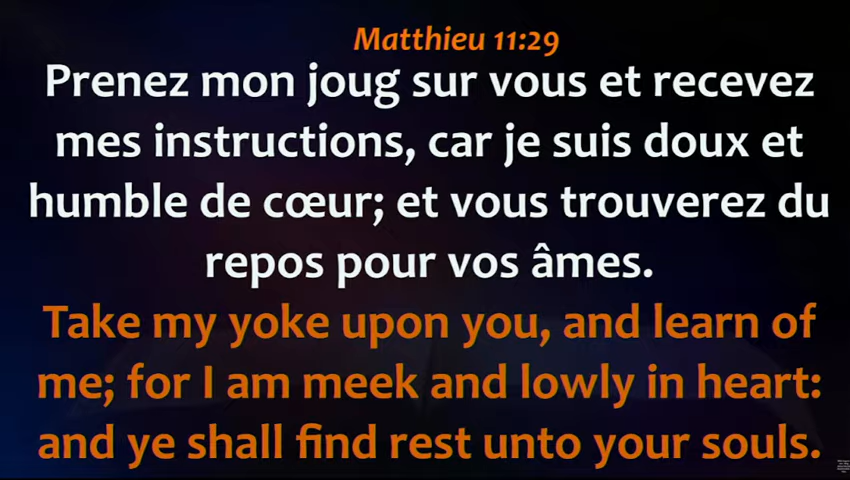 Matthieu 11:29
Prenez mon joug sur vous et recevez
mes instructions, car je suis doux et
humble de cœur; et vous trouverez du
repos pour vos âmes.
Take my yoke upon you, and learn of
me; for I am meek and lowly in heart:
and ye shall find rest unto your souls.